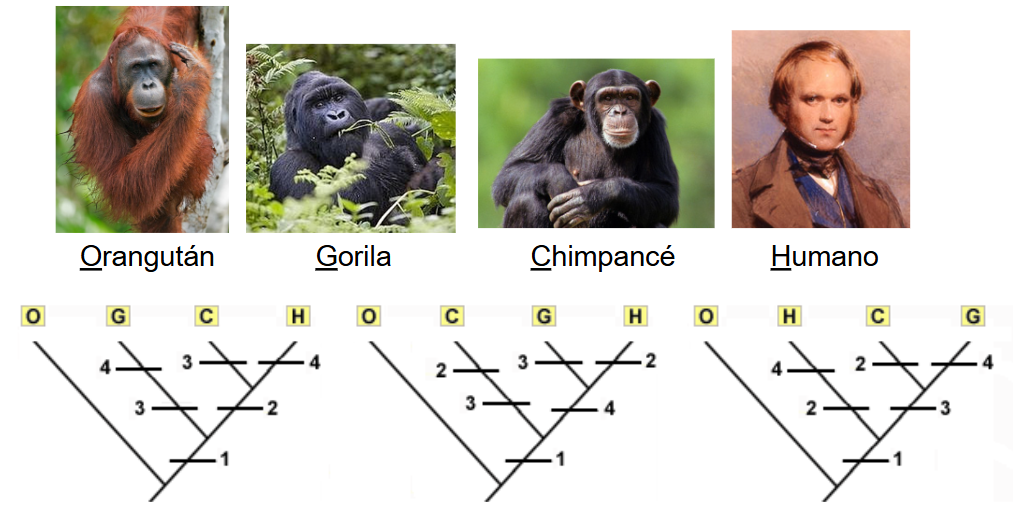 Orangután Gorila Chimpancé Humano
O G C H O C G H O H C G
4 3 4 2 3 2 4 2 4
3 2 3 4 2 3
1 1 1